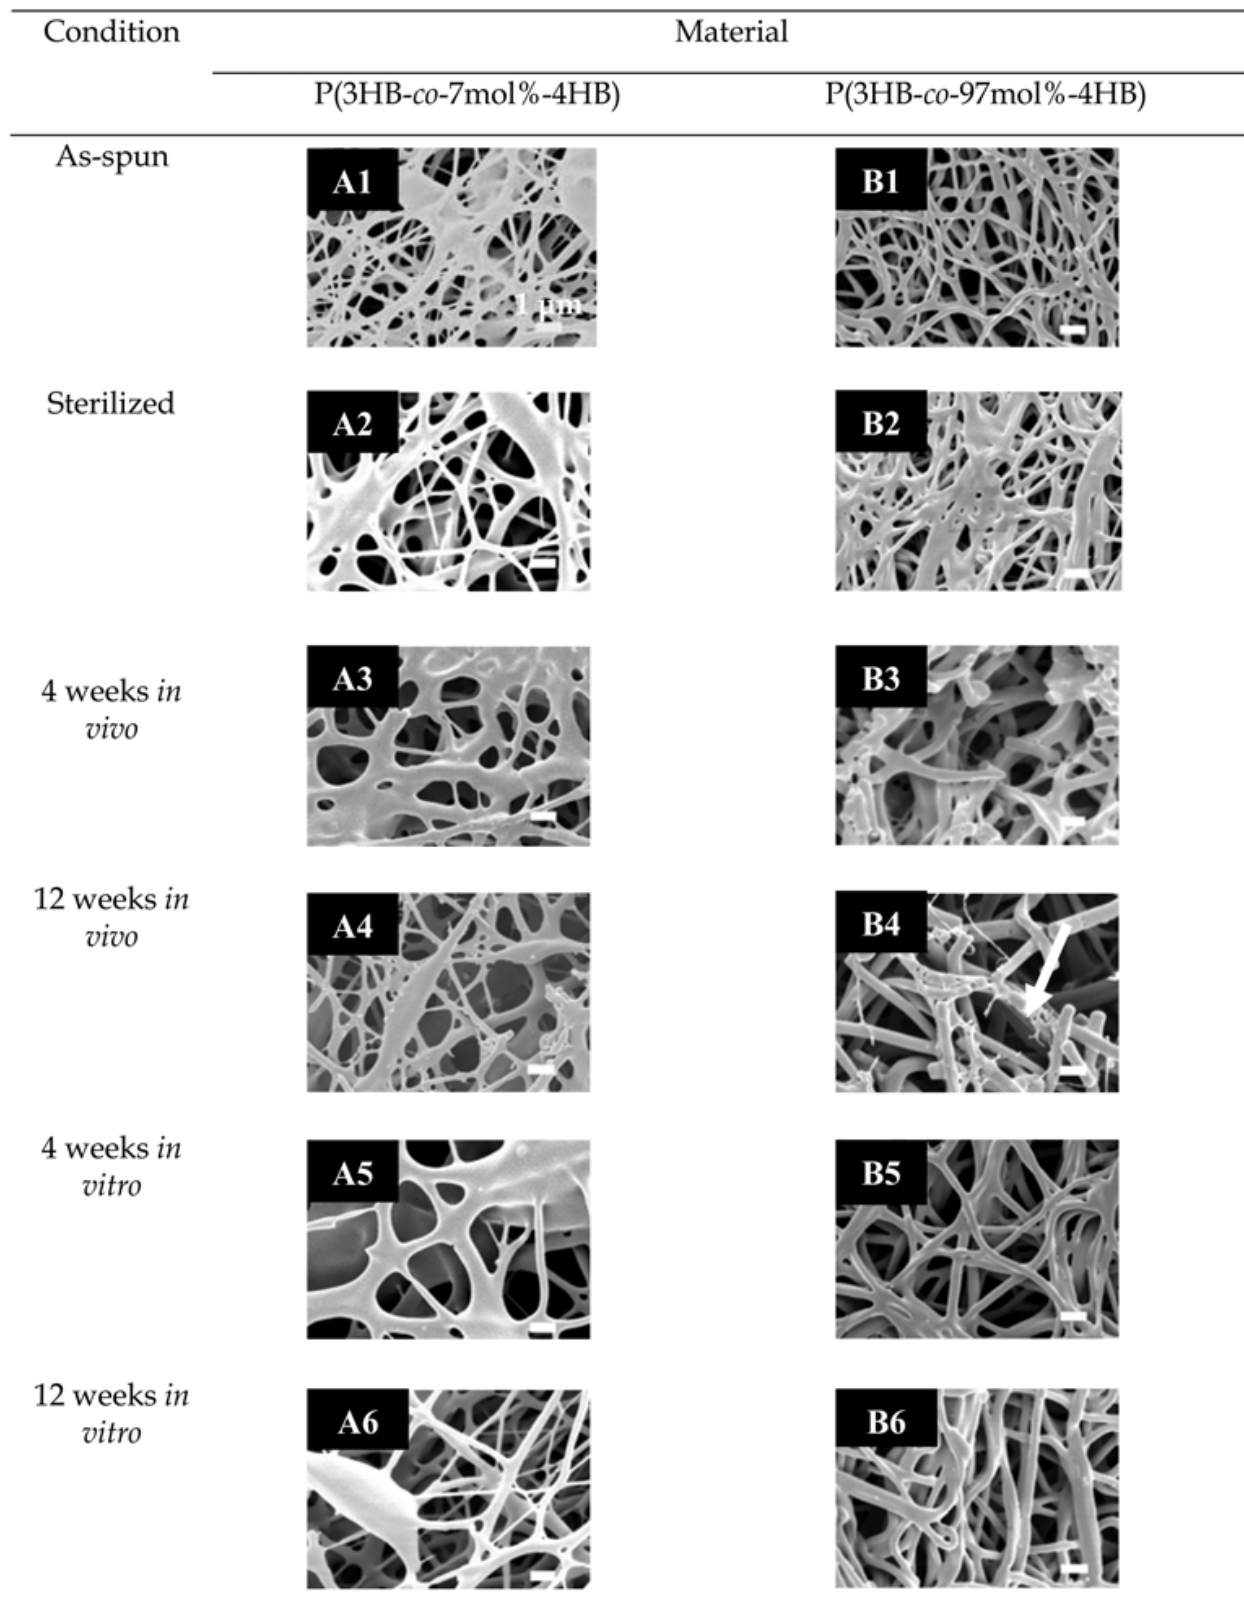 Condition
Material
P(3HB-co-7mol%-4HB)
P(3HB-co-97mol%-4HB)
As-spun
A1
1 µm
B1
Sterilized
A2
B2
4 weeks in
vivo
A3
B3
12 weeks in
vivo
A4
B4
4 weeks in
vitro
A5
B5
12 weeks in
vitro
A6
B6